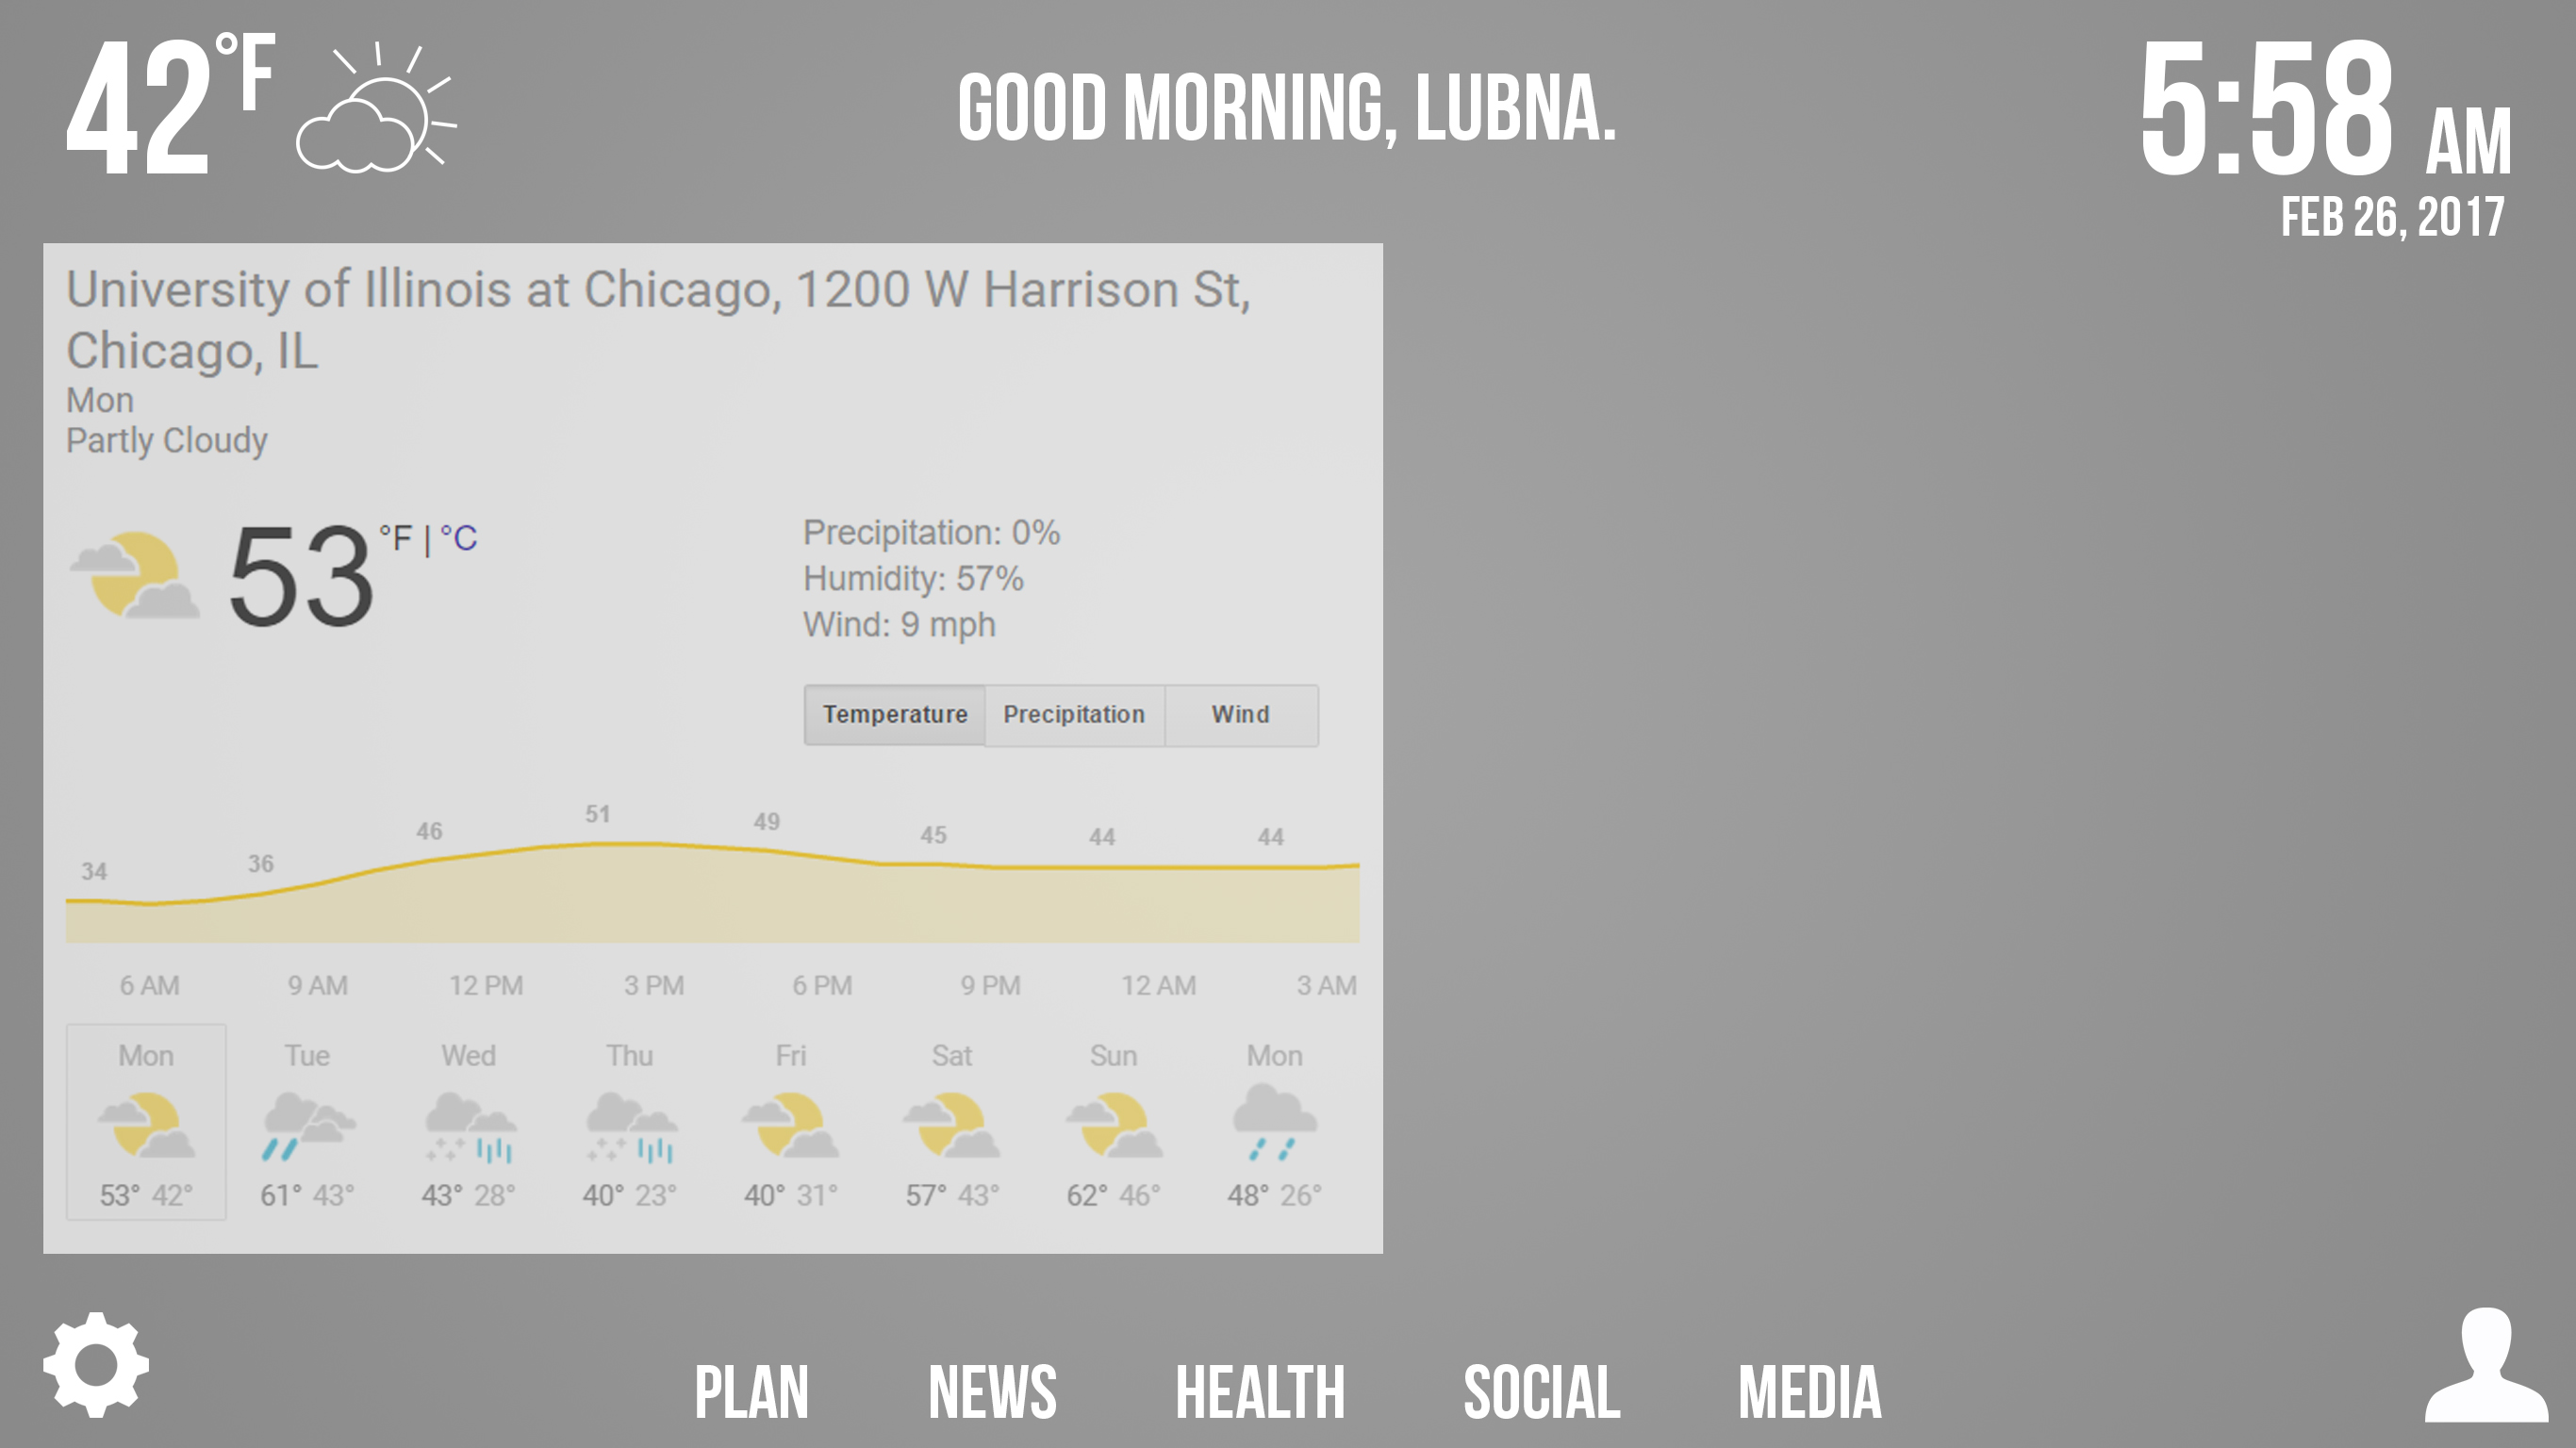 42°F
GOOD MORNING, LUBNA.
5:58 AM
FEB 26, 2017
University of Illinois at Chicago, 1200 W Harrison St,
Chicago, IL
Mon
Partly Cloudy
53 °F | °C
Precipitation: 0%
Humidity: 57%
Wind: 9 mph
Temperature Precipitation Wind
34 36 46 51 49 45 44 44
6 AM 9 AM 12 PM 3 PM 6 PM 9 PM 12 AM 3 AM
Mon Tue Wed Thu Fri Sat Sun Mon
53° 42° 61° 43° 43° 28° 40° 23° 40° 31° 57° 43° 62° 46° 48° 26°
PLAN NEWS HEALTH SOCIAL MEDIA